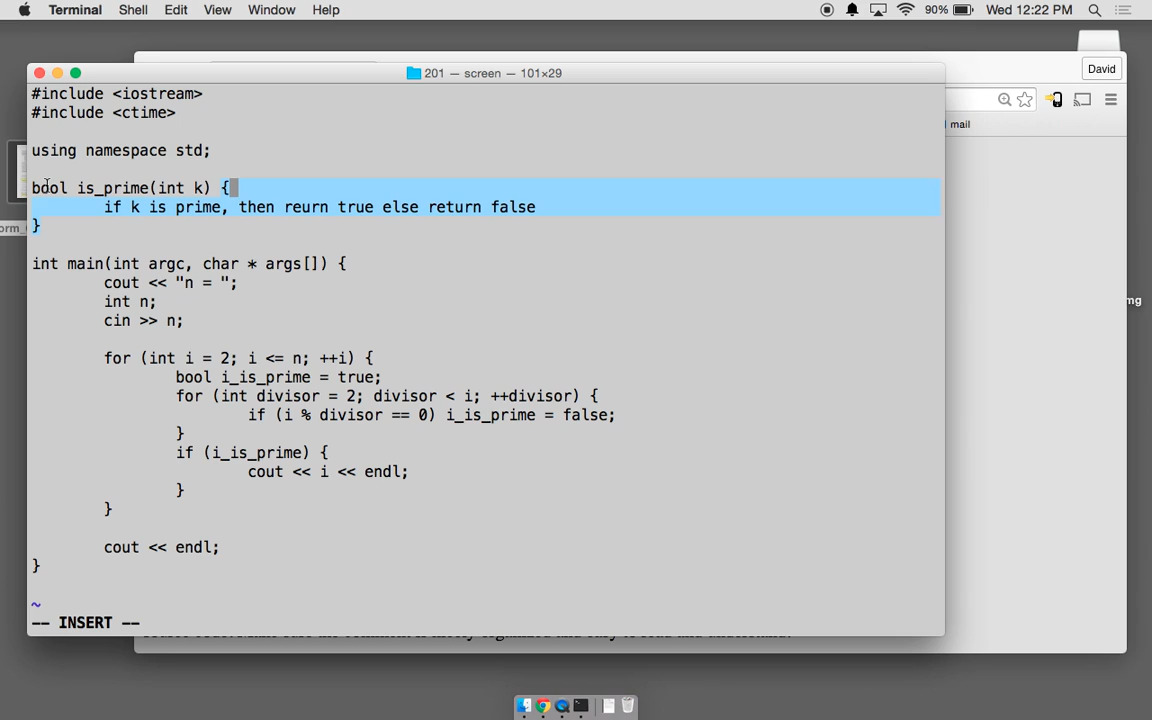 Terminal Shell Edit View Window Help 90% Wed 12:22 PM
David
201 — screen — 101×29
mail
#include <iostream>
#include <ctime>
using namespace std;
bool is_prime(int k) {
if k is prime, then reurn true else return false
}
int main(int argc, char * args[]) {
cout << "n = ";
int n;
cin >> n;
for (int i = 2; i <= n; ++i) {
bool i_is_prime = true;
for (int divisor = 2; divisor < i; ++divisor) {
if (i % divisor == 0) i_is_prime = false;
}
if (i_is_prime) {
cout << i << endl;
}
}
cout << endl;
}
~
-- INSERT --